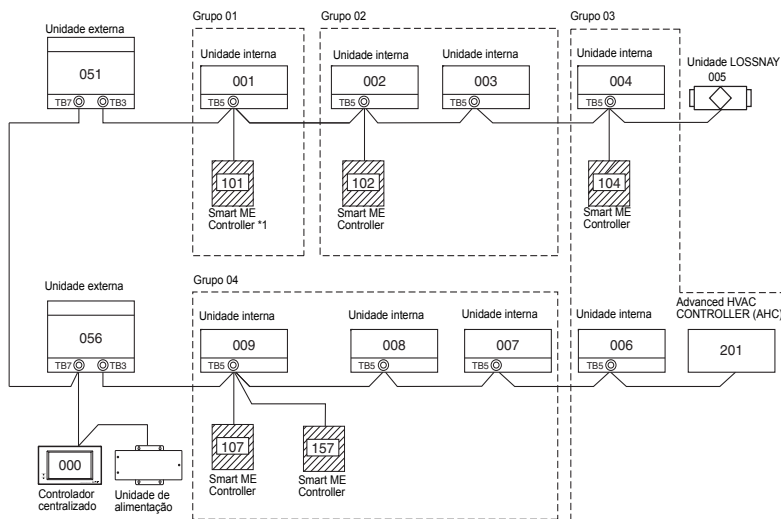 Grupo 01
Grupo 02
Grupo 03
Unidade externa
051
TB7 TB3
Unidade interna
001
TB5
101
Smart ME
Controller *1
Unidade interna
002
TB5
102
Smart ME
Controller
Unidade interna
003
TB5
Unidade interna
004
TB5
104
Smart ME
Controller
Unidade LOSSNAY
005
Grupo 04
Unidade externa
056
TB7 TB3
Unidade interna
009
TB5
Unidade interna
008
TB5
Unidade interna
007
TB5
Unidade interna
006
TB5
Advanced HVAC
CONTROLLER (AHC)
201
000
Controlador
centralizado
Unidade de
alimentação
107
Smart ME
Controller
157
Smart ME
Controller